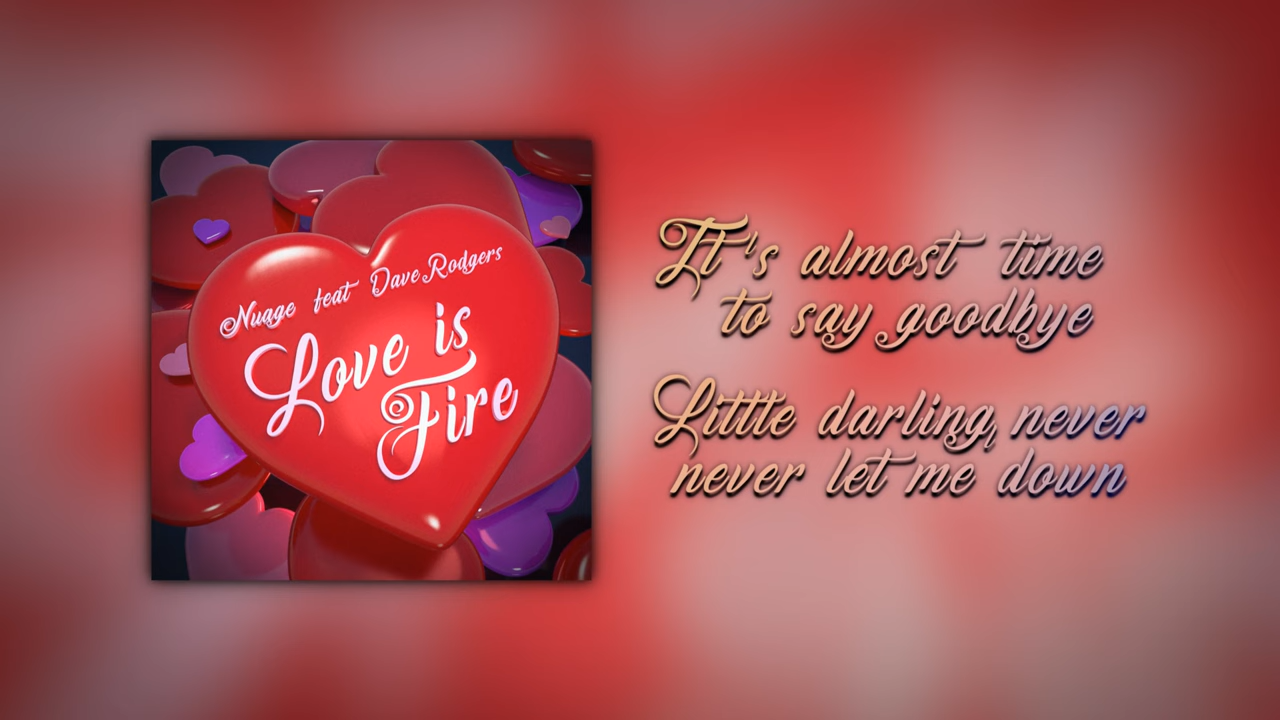 Nuage feat Dave Rodgers
Love is
Fire
It's almost time
to say goodbye
Little darling, never
never let me down